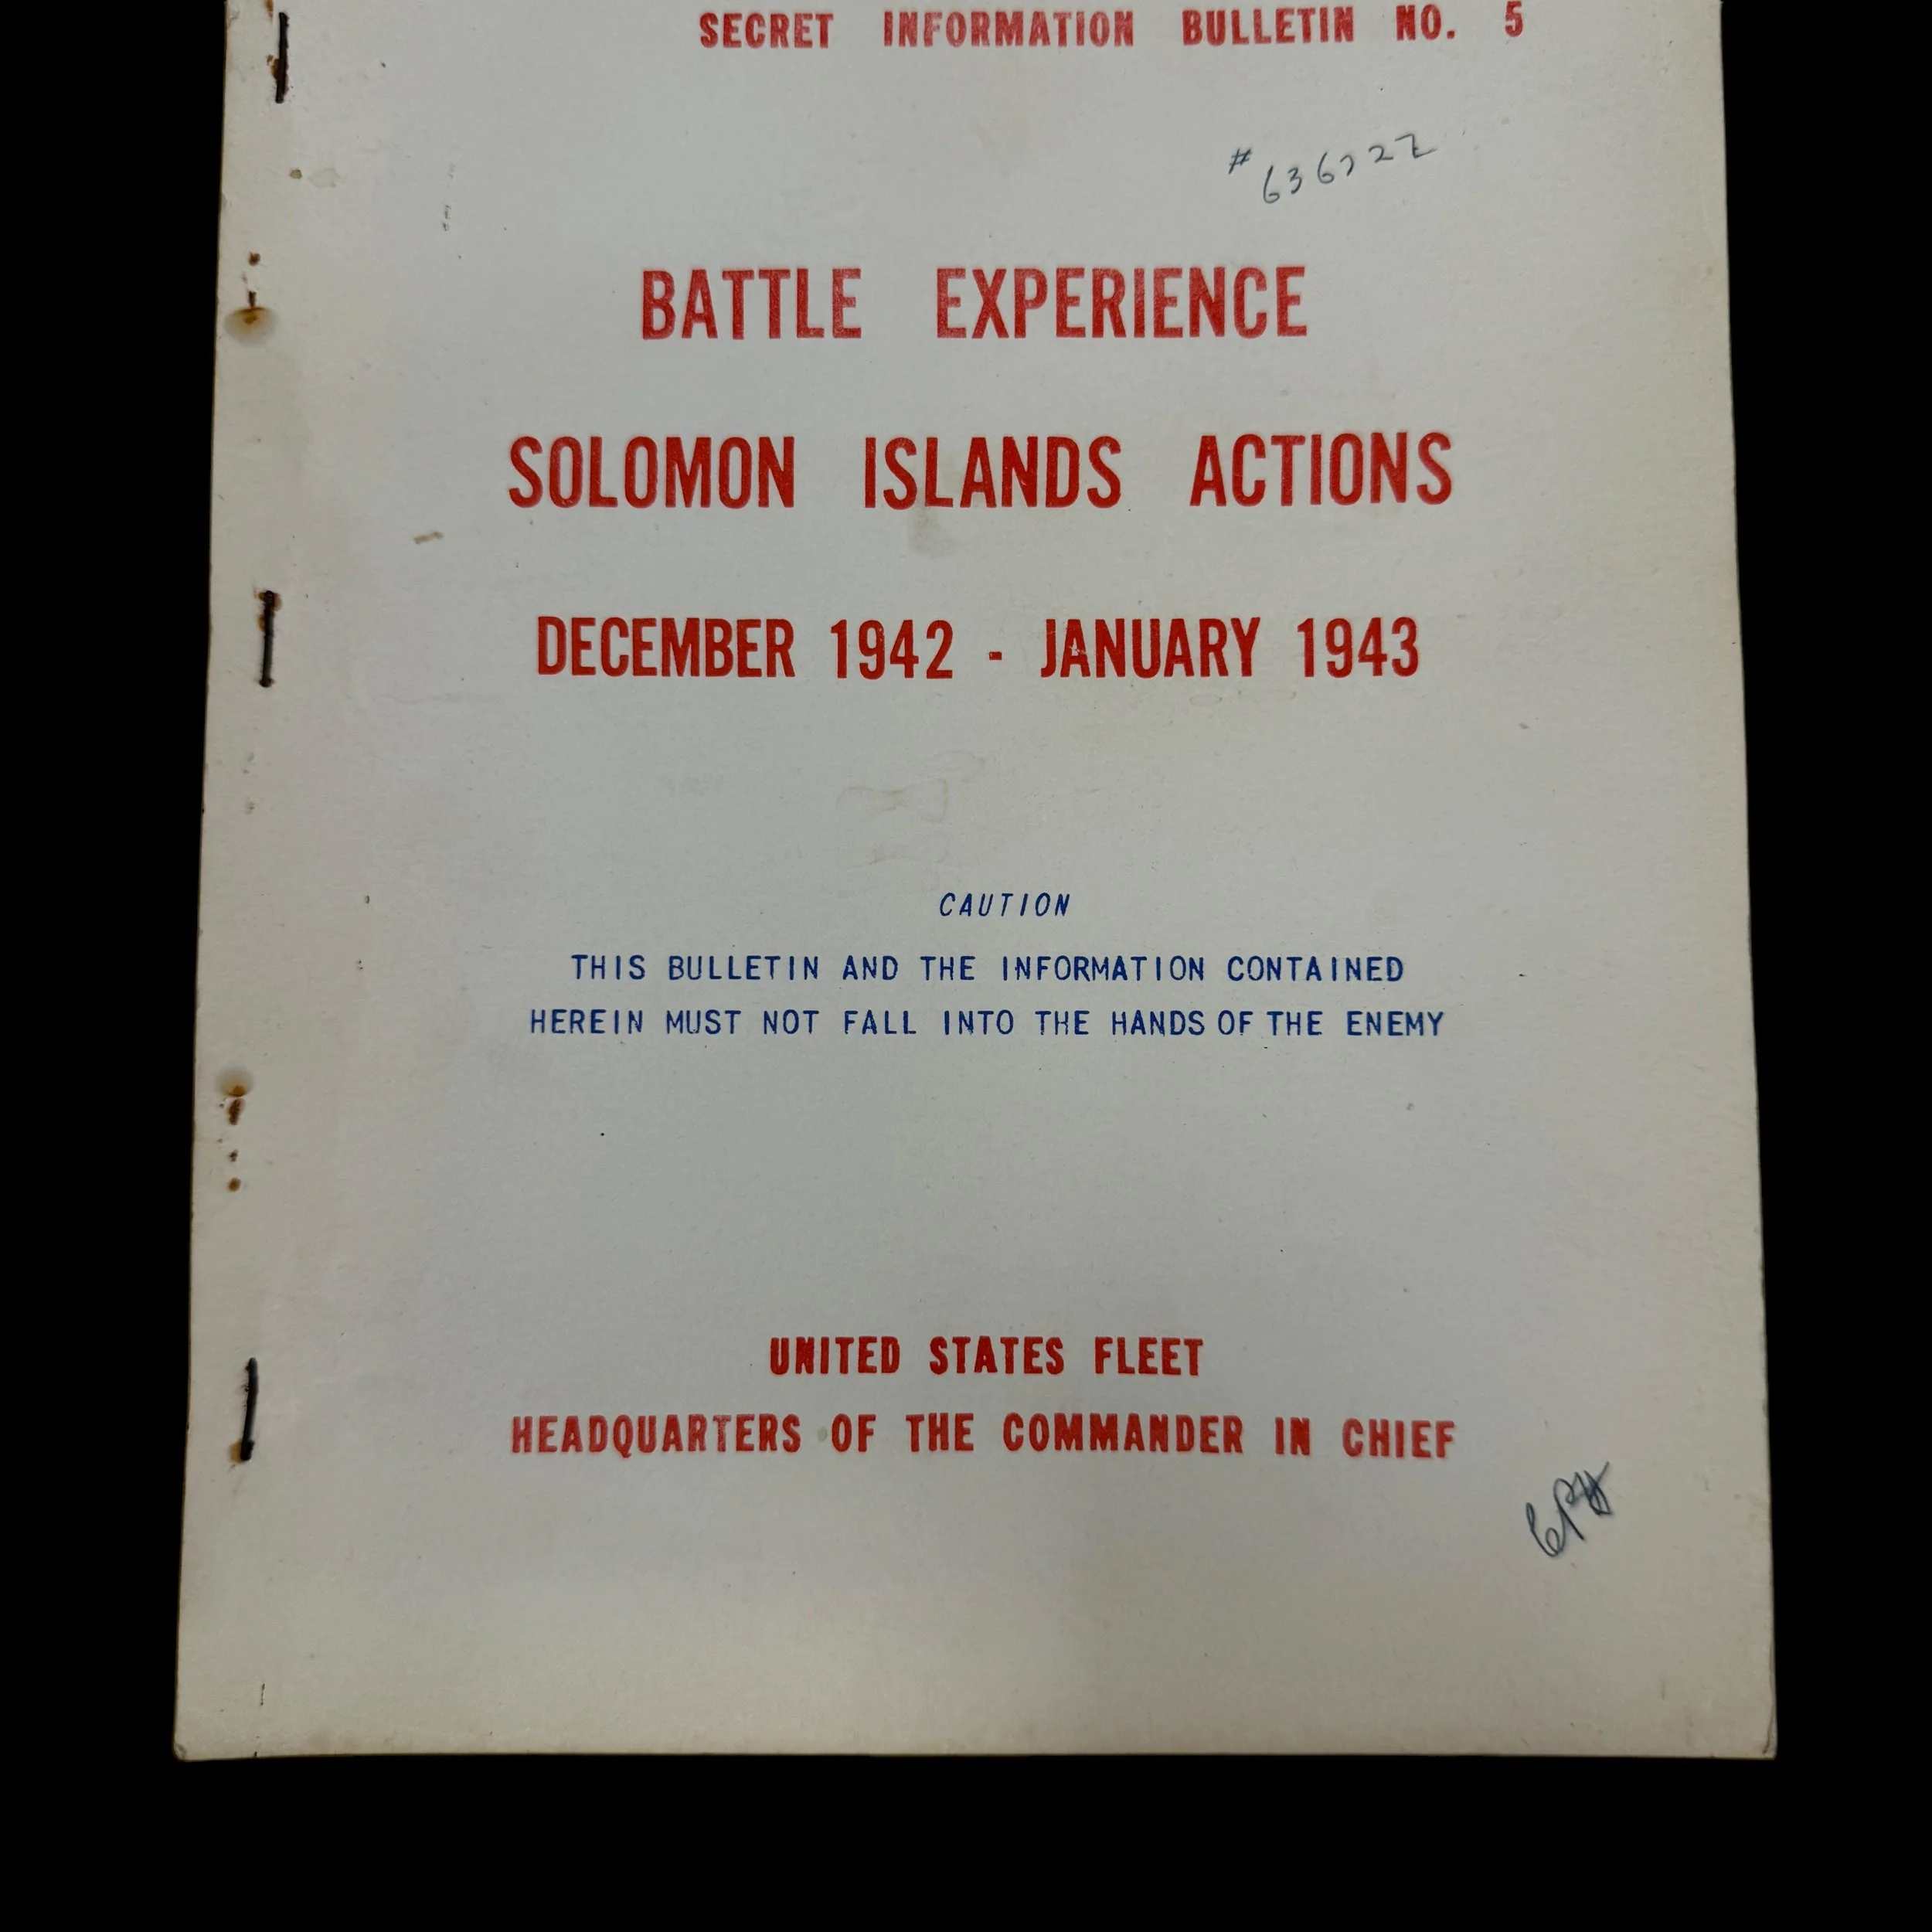 SECRET INFORMATION BULLETIN NO. 5
BATTLE EXPERIENCE
SOLOMON ISLANDS ACTIONS
DECEMBER 1942 - JANUARY 1943
CAUTION
THIS BULLETIN AND THE INFORMATION CONTAINED
HEREIN MUST NOT FALL INTO THE HANDS OF THE ENEMY
UNITED STATES FLEET
HEADQUARTERS OF THE COMMANDER IN CHIEF